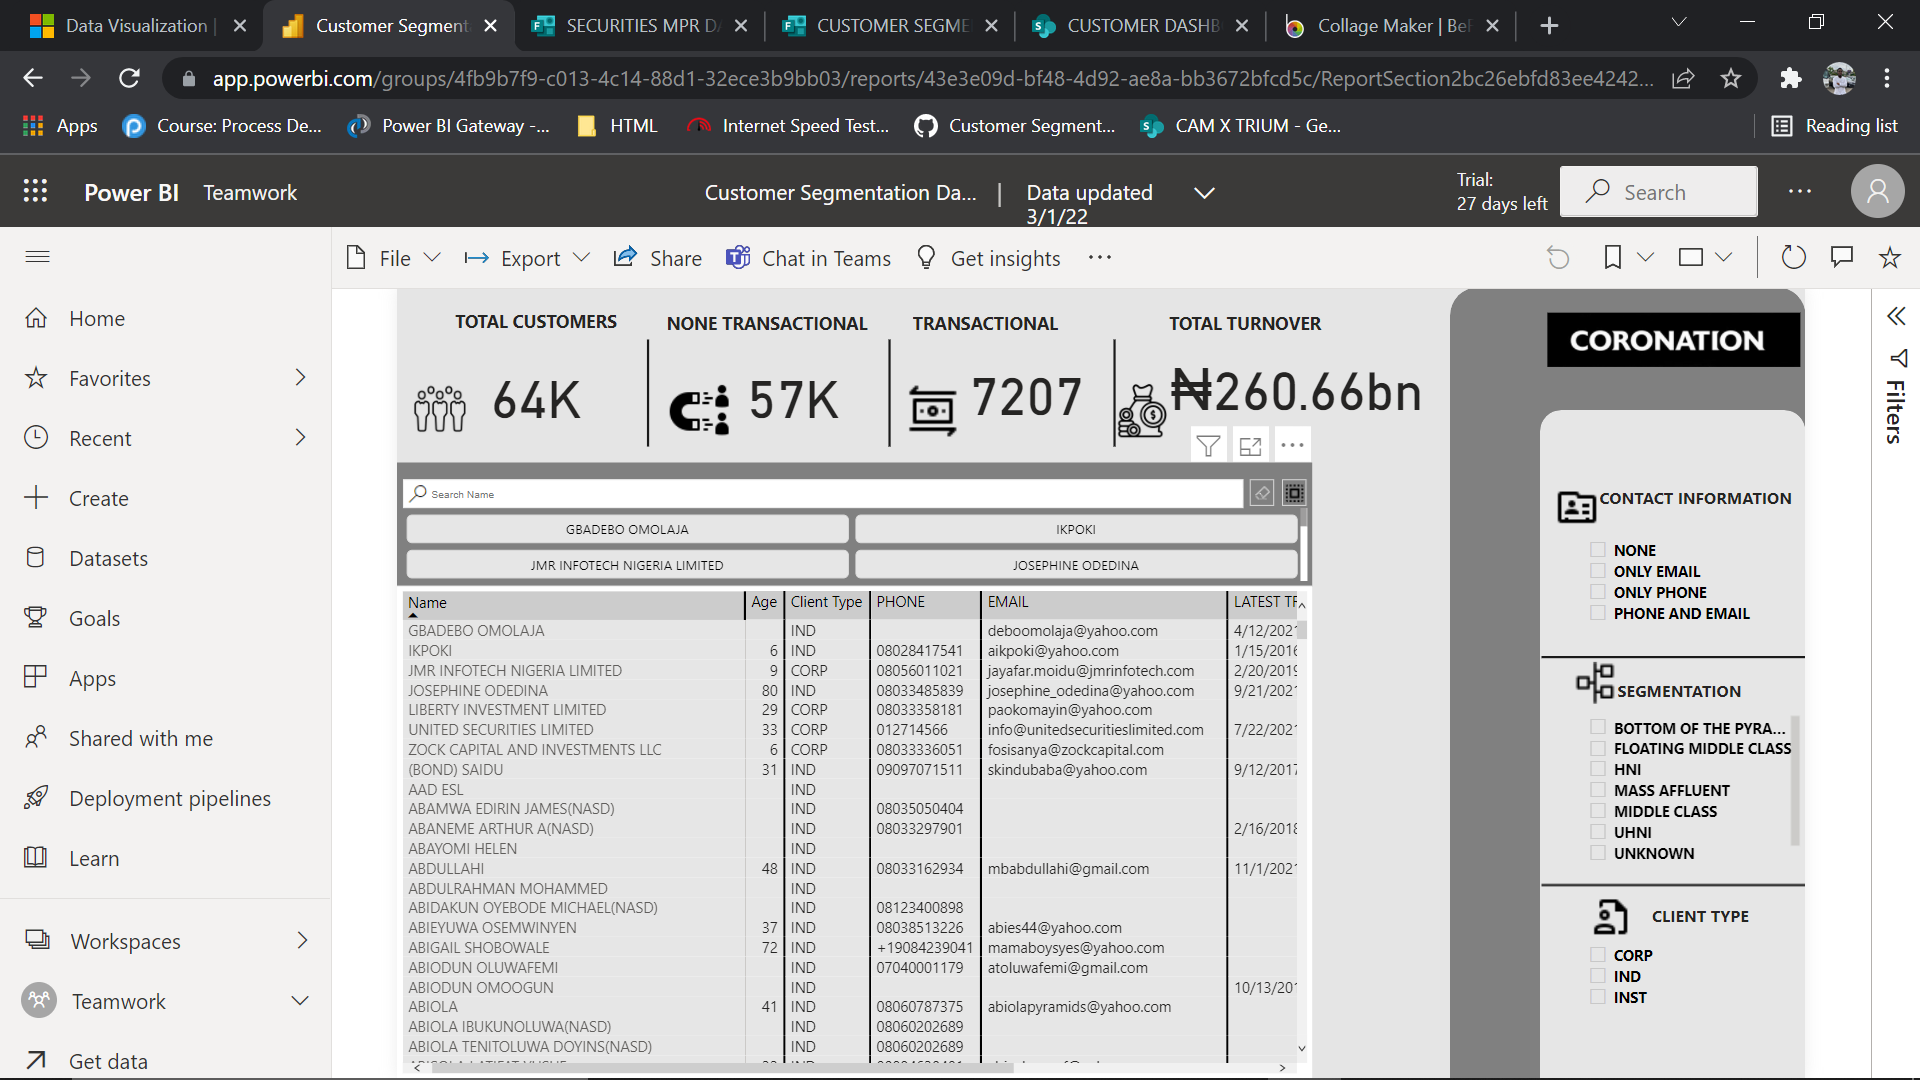 Data Visualization |
Customer Segment
SECURITIES MPR D
CUSTOMER SEGME
CUSTOMER DASHB
Collage Maker | BeF
app.powerbi.com/groups/4fb9b7f9-c013-4c14-88d1-32ece3b9bb03/reports/43e3e09d-bf48-4d92-ae8a-bb3672bfcd5c/ReportSection2bc26ebfd83ee4242...
Apps
Course: Process De...
Power BI Gateway -...
HTML
Internet Speed Test...
Customer Segment...
CAM X TRIUM - Ge...
Reading list
Power BI Teamwork
Customer Segmentation Da... | Data updated
3/1/22
Trial:
27 days left
Search
File
Export
Share
Chat in Teams
Get insights
Home
Favorites
Recent
Create
Datasets
Goals
Apps
Shared with me
Deployment pipelines
Learn
Workspaces
Teamwork
Get data
TOTAL CUSTOMERS
64K
NONE TRANSACTIONAL
57K
TRANSACTIONAL
7207
TOTAL TURNOVER
₦260.66bn
Search Name
GBADEBO OMOLAJA
IKPOKI
JMR INFOTECH NIGERIA LIMITED
JOSEPHINE ODEDINA
Name Age Client Type PHONE EMAIL LATEST
GBADEBO OMOLAJA IND deboomolaja@yahoo.com 4/12/2021
IKPOKI 6 IND 08028417541 aikpoki@yahoo.com 1/15/2016
JMR INFOTECH NIGERIA LIMITED 9 CORP 08056011021 jayafar.moidu@jmrinfotech.com 2/20/2019
JOSEPHINE ODEDINA 80 IND 08033485839 josephine_odedina@yahoo.com 9/21/2021
LIBERTY INVESTMENT LIMITED 29 CORP 08033358181 paokomayin@yahoo.com
UNITED SECURITIES LIMITED 33 CORP 012714566 info@unitedsecuritieslimited.com 7/22/2021
ZOCK CAPITAL AND INVESTMENTS LLC 6 CORP 08033336051 fosisanya@zockcapital.com
(BOND) SAIDU 31 IND 09097071511 skindubaba@yahoo.com 9/12/2017
AAD ESL IND
ABAMWA EDIRIN JAMES(NASD) IND 08035050404
ABANEME ARTHUR A(NASD) IND 08033297901 2/16/2018
ABAYOMI HELEN IND
ABDULLAHI 48 IND 08033162934 mbabdullahi@gmail.com 11/1/2021
ABDULRAHMAN MOHAMMED IND
ABIDAKUN OYEBODE MICHAEL(NASD) IND 08123400898
ABIEYUWA OSEMWINYEN 37 IND 08038513226 abies44@yahoo.com
ABIGAIL SHOBOWALE 72 IND +19084239041 mamaboysyes@yahoo.com
ABIODUN OLUWAFEMI IND 07040001179 atoluwafemi@gmail.com
ABIODUN OMOOGUN IND 10/13/201
ABIOLA 41 IND 08060787375 abiolapyramids@yahoo.com
ABIOLA IBUKUNOLUWA(NASD) IND 08060202689
ABIOLA TENITOLUWA DOYINS(NASD) IND 08060202689
CORONATION
CONTACT INFORMATION
NONE
ONLY EMAIL
ONLY PHONE
PHONE AND EMAIL
SEGMENTATION
BOTTOM OF THE PYRA...
FLOATING MIDDLE CLASS
HNI
MASS AFFLUENT
MIDDLE CLASS
UHNI
UNKNOWN
CLIENT TYPE
CORP
IND
INST
Filters